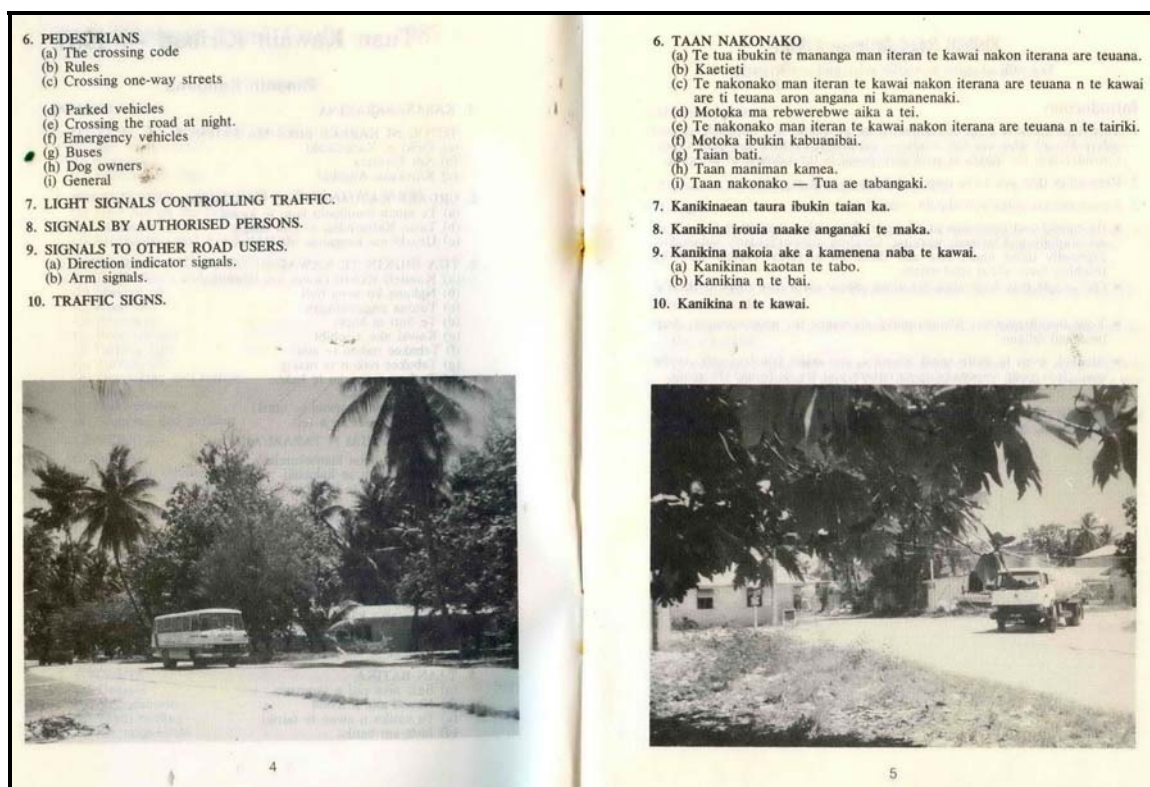 6. PEDESTRIANS
(a) The crossing code
(b) Rules
(c) Crossing one-way streets
(d) Parked vehicles
(e) Crossing the road at night.
(f) Emergency vehicles
(g) Buses
(h) Dog owners
(i) General
7. LIGHT SIGNALS CONTROLLING TRAFFIC.
8. SIGNALS BY AUTHORISED PERSONS.
9. SIGNALS TO OTHER ROAD USERS.
(a) Direction indicator signals.
(b) Arm signals.
10. TRAFFIC SIGNS.
4
6. TAAN NAKONAKO
(a) Te tua ibukin te mananga man iteran te kawai nakon iterana are teuana.
(b) Kaetieti
(c) Te nakonako man iteran te kawai nakon iterana are teuana n te kawai
are ti teuana aron angana ni kamanenaki.
(d) Motoka ma rebwerebwe aika a tei.
(e) Te nakonako man iteran te kawai nakon iterana are teuana n te tairiki.
(f) Motoka ibukin kabuanibai.
(g) Taian bati.
(h) Taan maniman kamea.
(i) Taan nakonako — Tua ae tabangaki.
7. Kanikinaean taura ibukin taian ka.
8. Kanikina irouia naake anganaki te maka.
9. Kanikina nakoia ake a kamenena naba te kawai.
(a) Kanikinan kaotan te tabo.
(b) Kanikina n te bai.
10. Kanikina n te kawai.
5